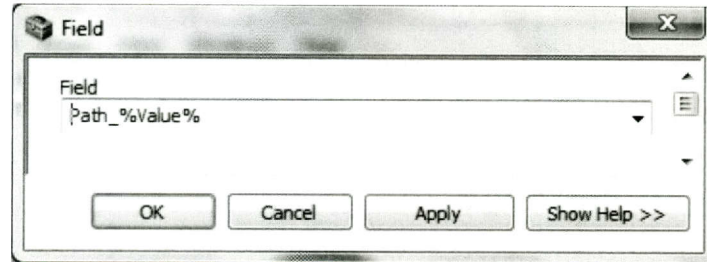 Field
Field
Path_%Value%
OK
Cancel
Apply
Show Help >>